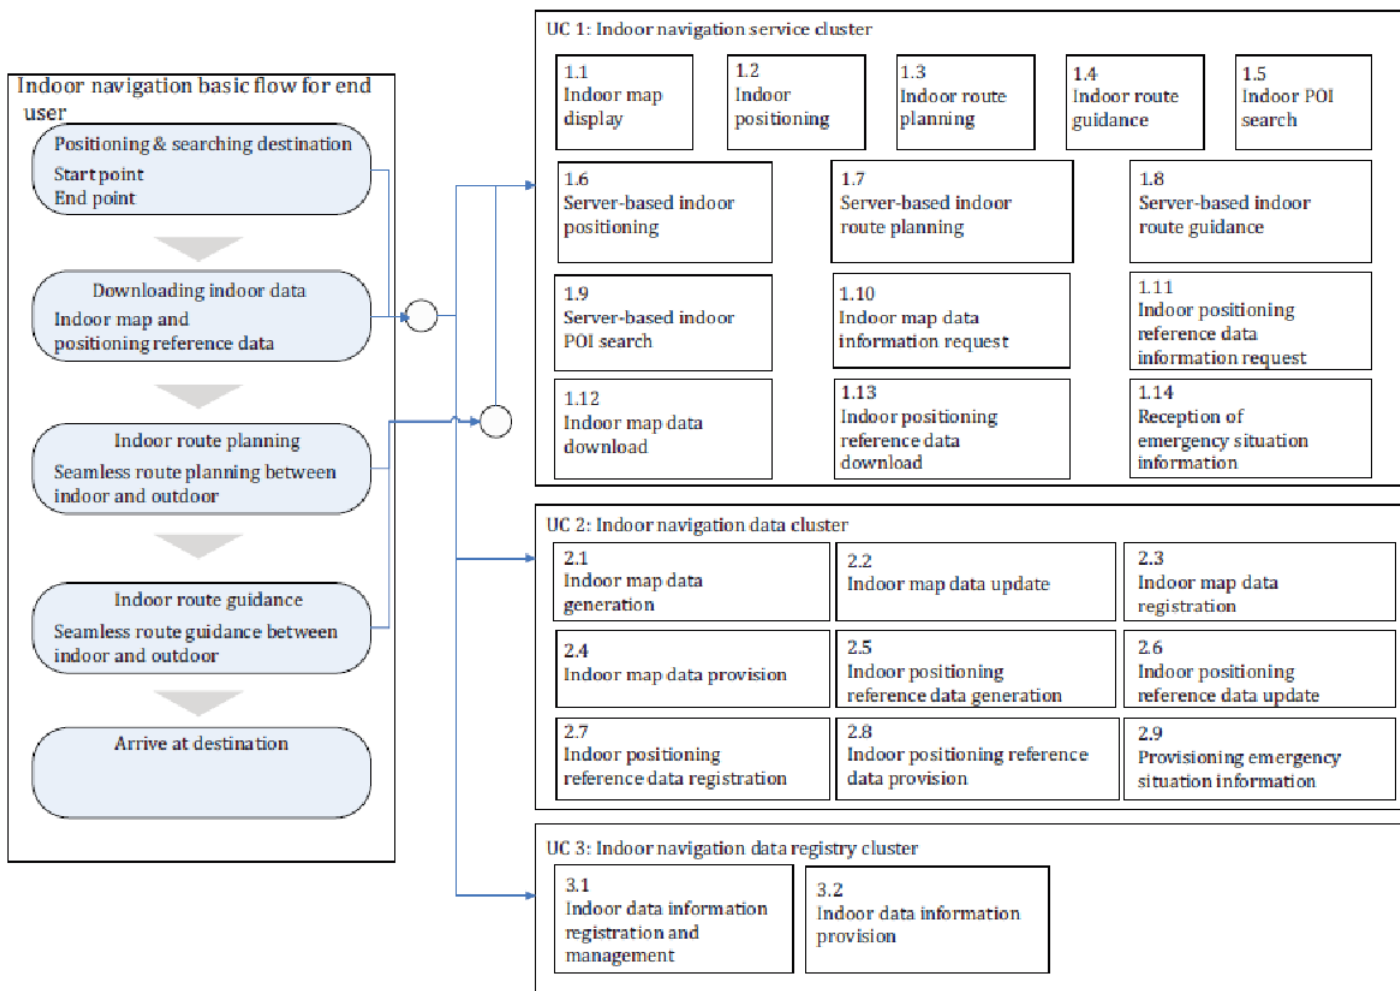 Indoor navigation basic flow for end
user
Positioning & searching destination
Start point
End point
Downloading indoor data
Indoor map and
positioning reference data
Indoor route planning
Seamless route planning between
indoor and outdoor
Indoor route guidance
Seamless route guidance between
indoor and outdoor
Arrive at destination
UC 1: Indoor navigation service cluster
1.1
Indoor map
display
1.2
Indoor
positioning
1.3
Indoor route
planning
1.4
Indoor route
guidance
1.5
Indoor POI
search
1.6
Server-based indoor
positioning
1.7
Server-based indoor
route planning
1.8
Server-based indoor
route guidance
1.9
Server-based indoor
POI search
1.10
Indoor map data
information request
1.11
Indoor positioning
reference data
information request
1.12
Indoor map data
download
1.13
Indoor positioning
reference data
download
1.14
Reception of
emergency situation
information
UC 2: Indoor navigation data cluster
2.1
Indoor map data
generation
2.2
Indoor map data update
2.3
Indoor map data
registration
2.4
Indoor map data provision
2.5
Indoor positioning
reference data generation
2.6
Indoor positioning
reference data update
2.7
Indoor positioning
reference data registration
2.8
Indoor positioning reference
data provision
2.9
Provisioning emergency
situation information
UC 3: Indoor navigation data registry cluster
3.1
Indoor data information
registration and
management
3.2
Indoor data information
provision